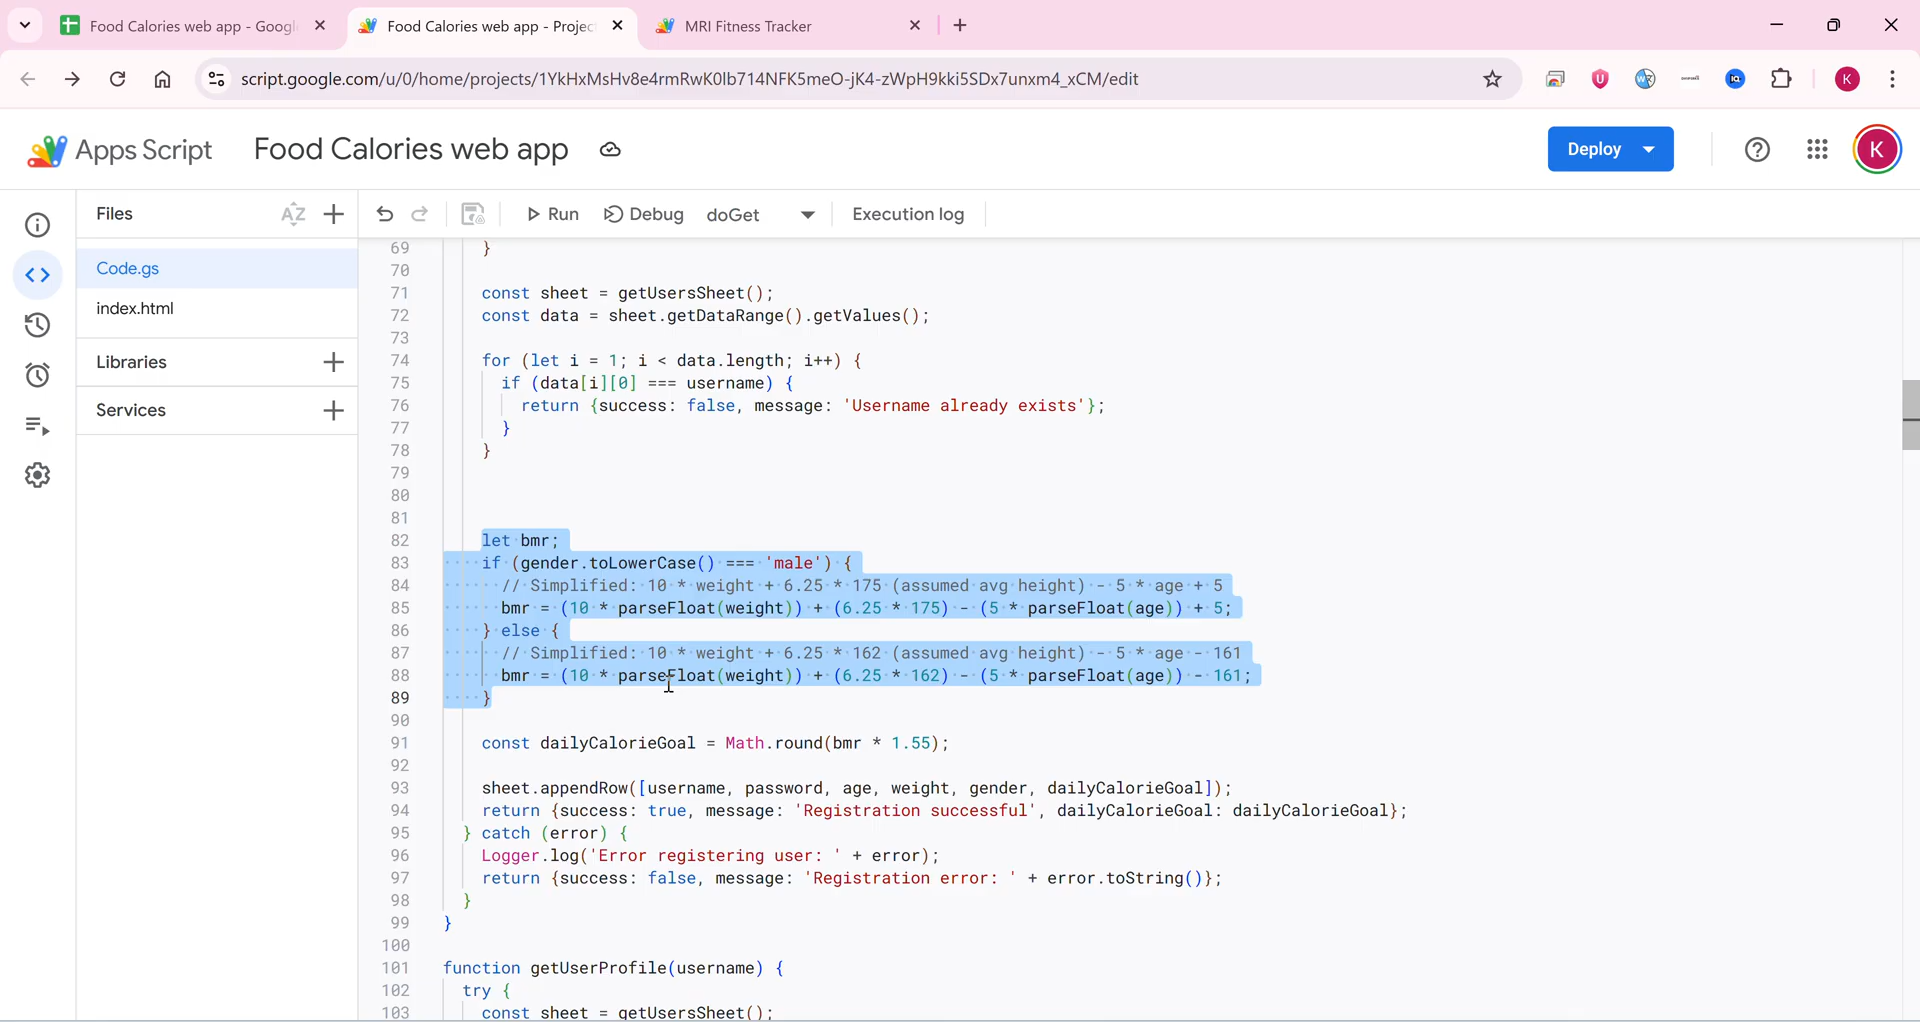 Food Calories web app - Googl
Food Calories web app - Projec
MRI Fitness Tracker
script.google.com/u/0/home/projects/1YkHxMsHv8e4rmRwK0lb714NFK5meO-jK4-zWpH9kki5SDx7unxm4_xCM/edit
K
Apps Script
Food Calories web app
Deploy
K
Files
AZ
Run
Debug
doGet
Execution log
Code.gs
index.html
Libraries
Services
69 }
70
71 const sheet = getUsersSheet();
72 const data = sheet.getDataRange().getValues();
73
74 for (let i = 1; i < data.length; i++) {
75 if (data[i][0] === username) {
76 return {success: false, message: 'Username already exists'};
77 }
78 }
79
80
81
82 let bmr;
83 if (gender.toLowerCase() === 'male') {
84 // Simplified: 10 * weight + 6.25 * 175 (assumed avg height) - 5 * age + 5
85 bmr = (10 * parseFloat(weight)) + (6.25 * 175) - (5 * parseFloat(age)) + 5;
86 } else {
87 // Simplified: 10 * weight + 6.25 * 162 (assumed avg height) - 5 * age - 161
88 bmr = (10 * parseFloat(weight)) + (6.25 * 162) - (5 * parseFloat(age)) - 161;
89 }
90
91 const dailyCalorieGoal = Math.round(bmr * 1.55);
92
93 sheet.appendRow([username, password, age, weight, gender, dailyCalorieGoal]);
94 return {success: true, message: 'Registration successful', dailyCalorieGoal: dailyCalorieGoal};
95 } catch (error) {
96 Logger.log('Error registering user: ' + error);
97 return {success: false, message: 'Registration error: ' + error.toString()};
98 }
99 }
100
101 function getUserProfile(username) {
102 try {
103 const sheet = getUsersSheet();